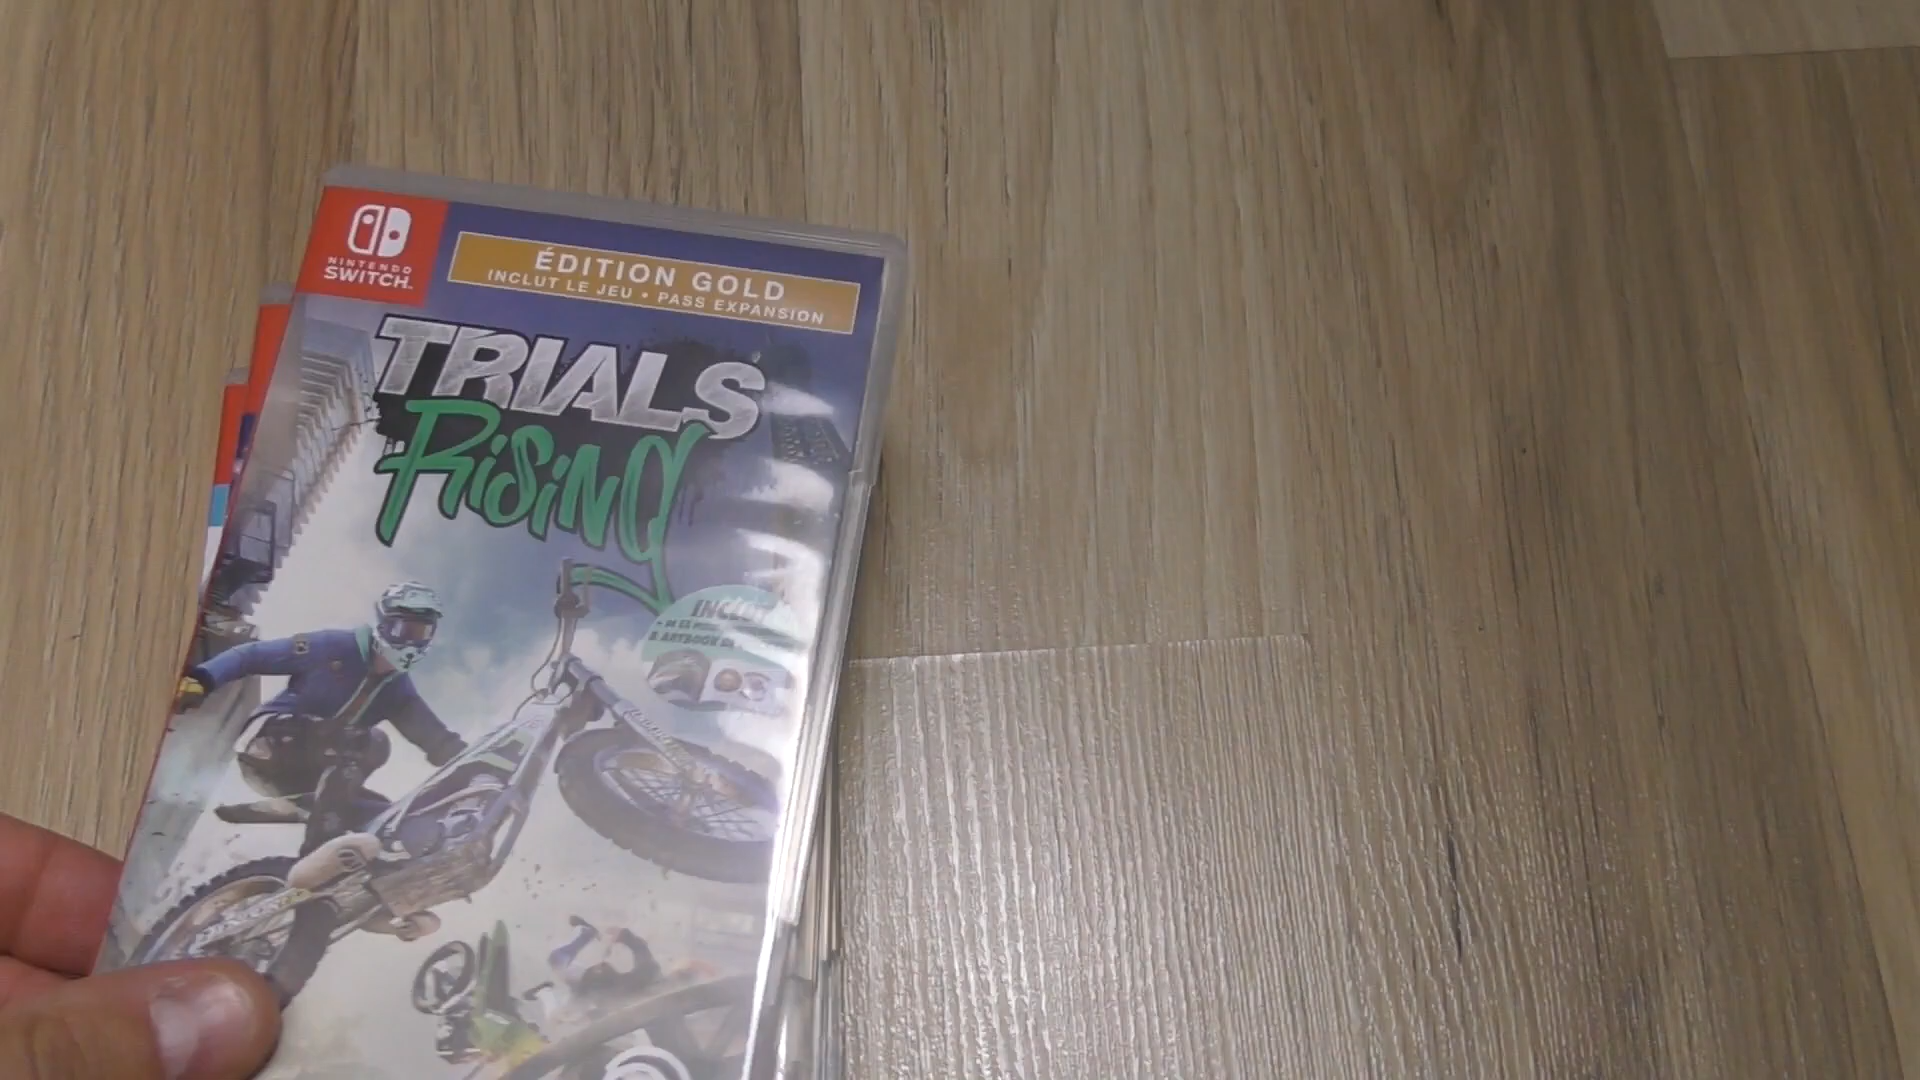 NINTENDO
SWITCH
ÉDITION GOLD
INCLUT LE JEU • PASS EXPANSION
TRIALS
Rising